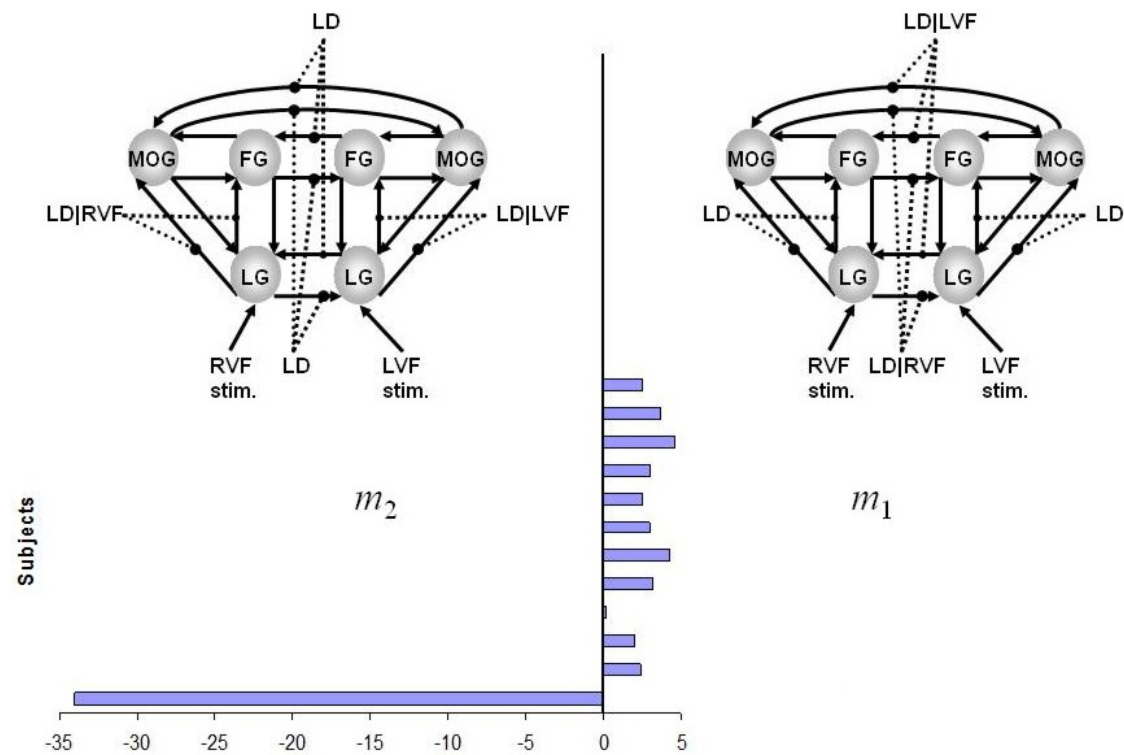 LD
LD|LVF
MOG
FG
FG
MOG
MOG
FG
FG
MOG
LD|RVF
LD|LVF
LD
LD
LG
LG
LG
LG
RVF
stim.
LD
LVF
stim.
RVF
stim.
LD|RVF
LVF
stim.
m2
m1
Subjects
-35
-30
-25
-20
-15
-10
-5
0
5